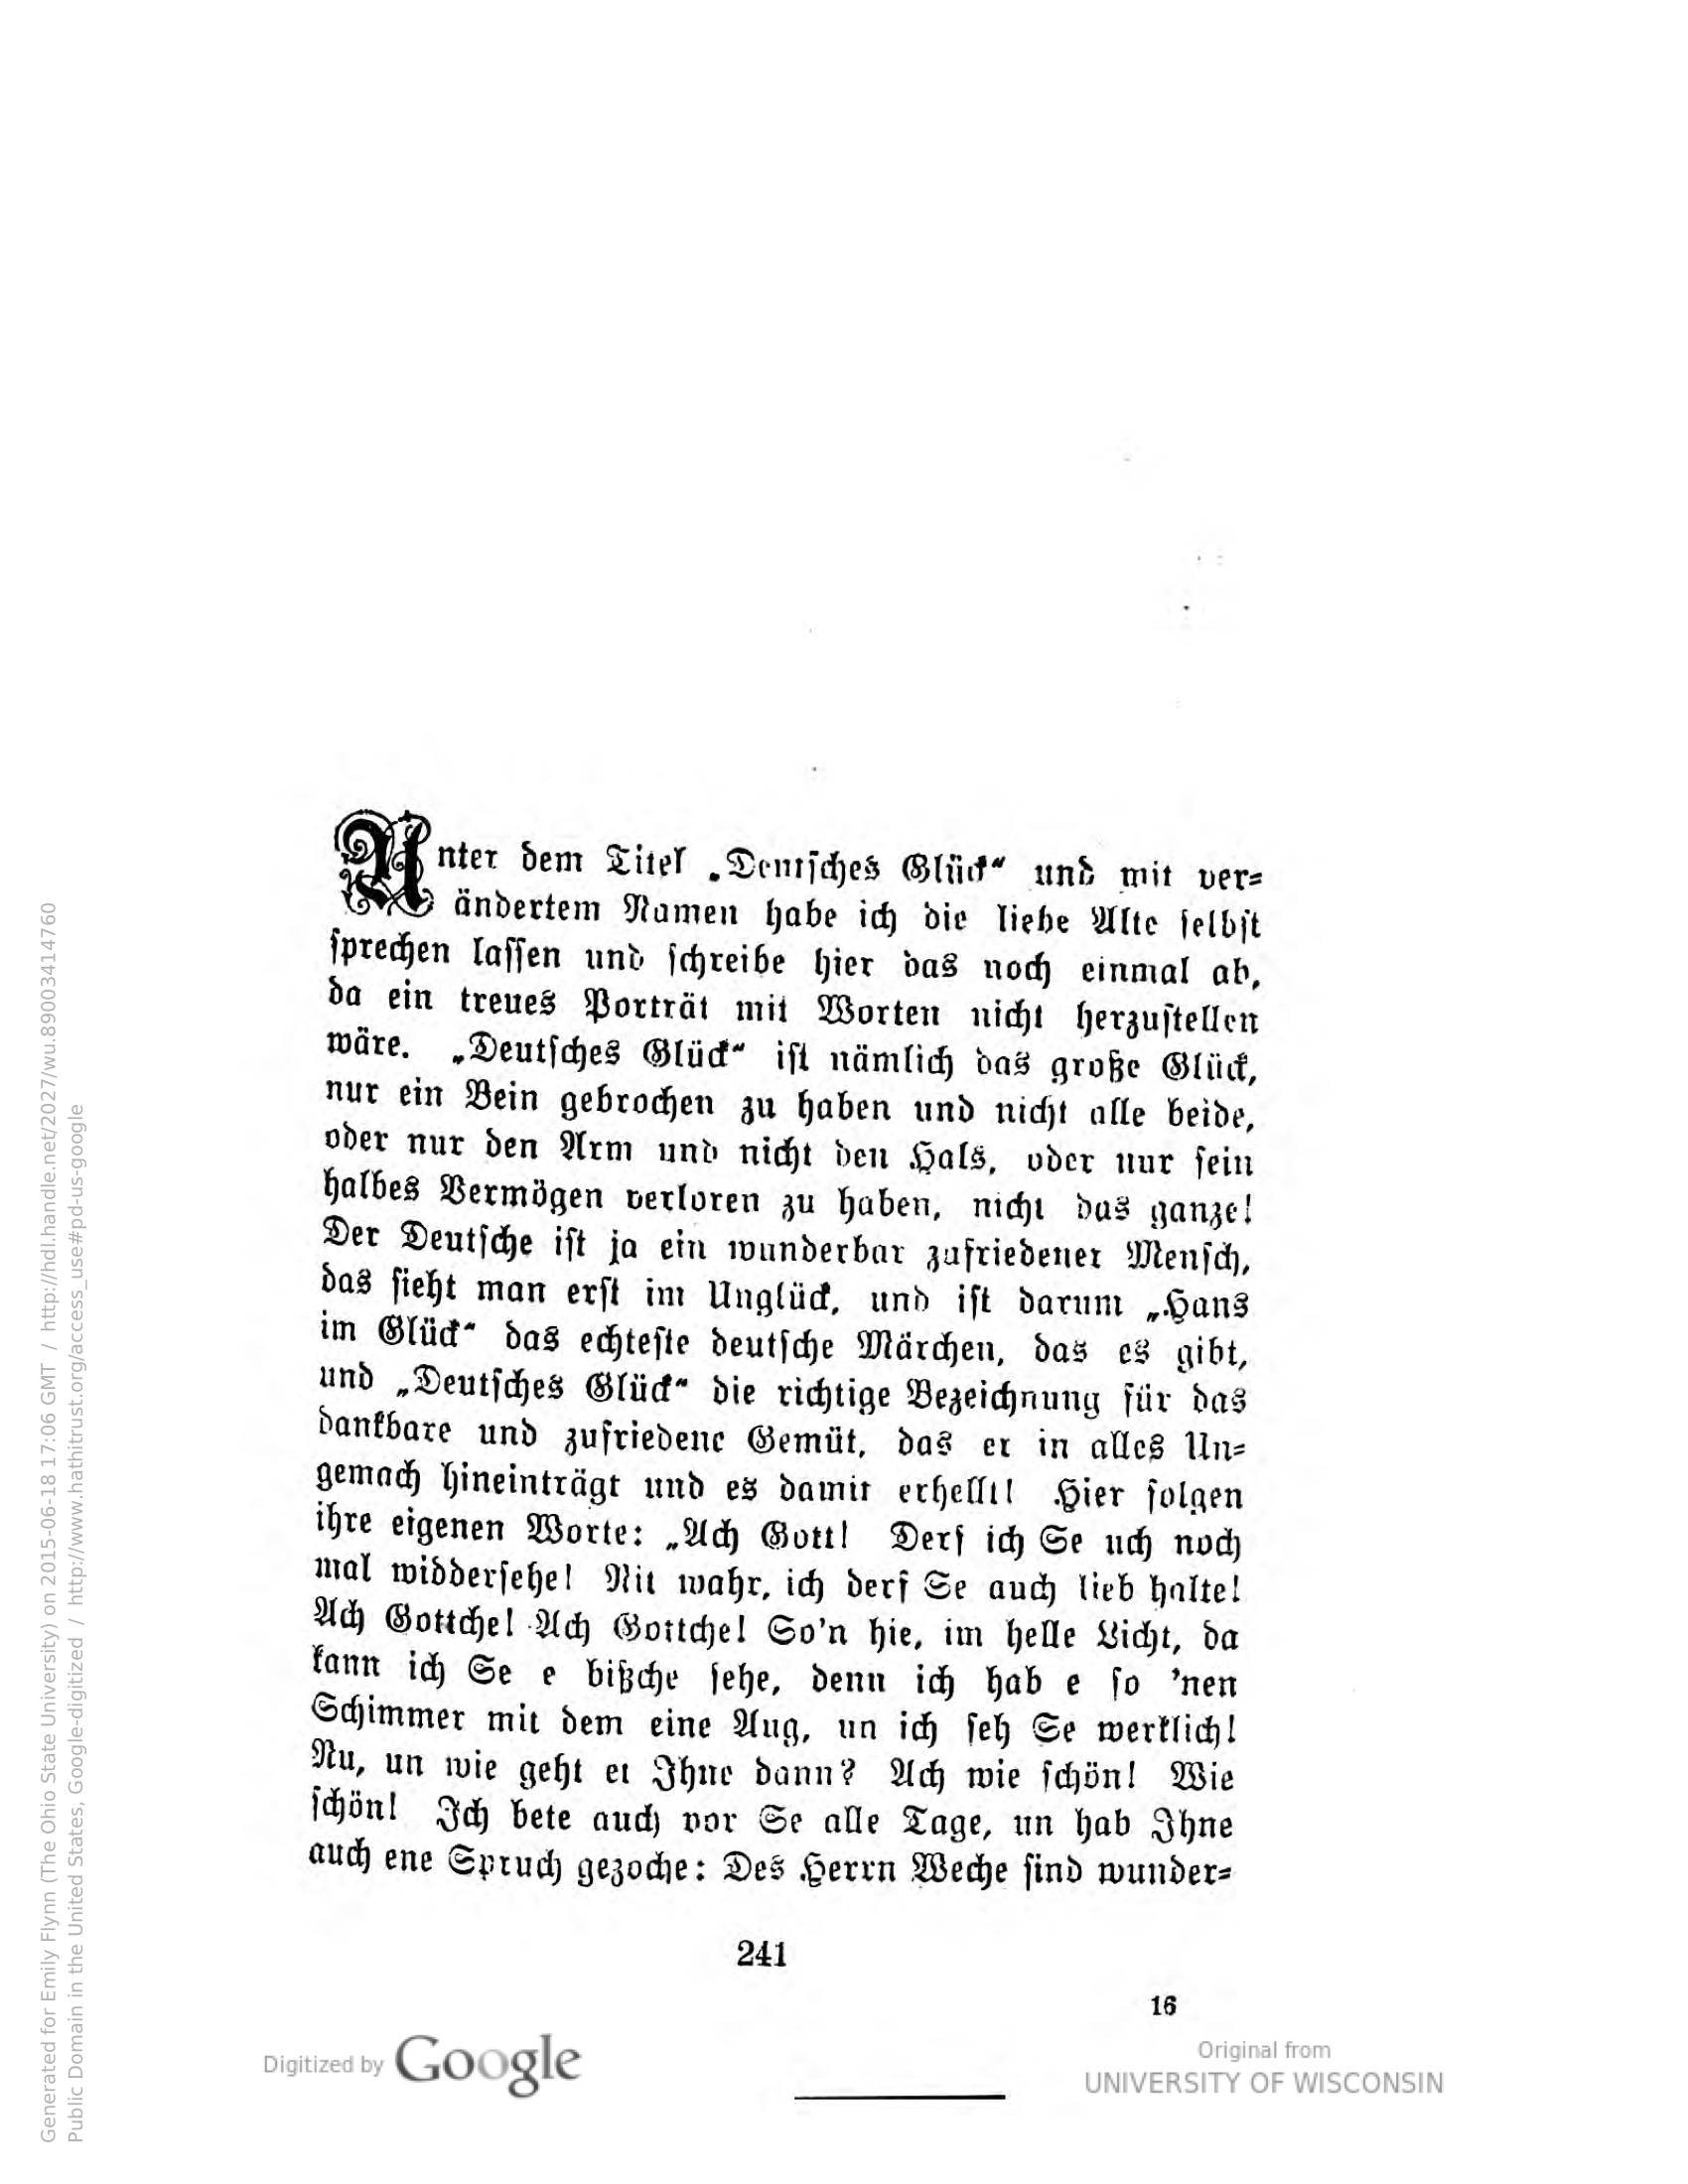 Unter dem Titel „Deutsches Glück“ und mit ver=
ändertem Namen habe ich die liebe Alte selbst
sprechen lassen und schreibe hier das noch einmal ab,
da ein treues Porträt mit Worten nicht herzustellen
wäre. „Deutsches Glück“ ist nämlich das große Glück,
nur ein Bein gebrochen zu haben und nicht alle beide,
oder nur den Arm und nicht den Hals, oder nur sein
halbes Vermögen verloren zu haben, nicht das ganze!
Der Deutsche ist ja ein wunderbar zufriedener Mensch,
das sieht man erst im Unglück, und ist darum „Hans
im Glück“ das echteste deutsche Märchen, das es gibt,
und „Deutsches Glück“ die richtige Bezeichnung für das
dankbare und zufriedene Gemüt, das er in alles Un=
gemach hineinträgt und es damit erhellt! Hier folgen
ihre eigenen Worte: „Ach Gott! Derf ich Se uch noch
mal widdersehe! Nit wahr, ich derf Se auch lieb halte!
Ach Gottche! Ach Gottche! So'n hie, im helle Licht, da
kann ich Se e bißche sehe, denn ich hab e so 'nen
Schimmer mit dem eine Aug, un ich seh Se werklich!
Nu, un wie geht et Ihne dann? Ach wie schön! Wie
schön! Ich bete auch vor Se alle Tage, un hab Ihne
auch ene Spruch gezoche: Des Herrn Weche sind wunder=
241
16
Digitized by Google
Original from
UNIVERSITY OF WISCONSIN
Generated for Emily Flynn (The Ohio State University) on 2015-06-18 17:06 GMT / http://hdl.handle.net/2027/wu.89003414760
Public Domain in the United States, Google-digitized / http://www.hathitrust.org/access_use#pd-us-google